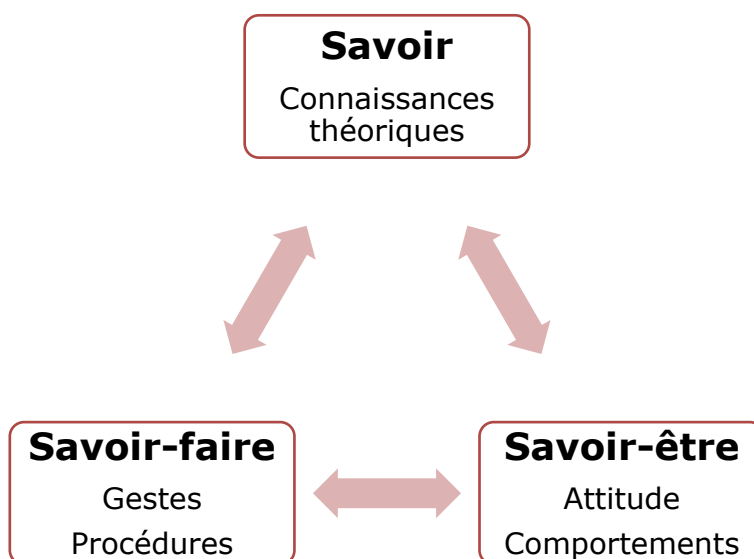 Savoir
Connaissances
théoriques
Savoir-faire
Gestes
Procédures
Savoir-être
Attitude
Comportements